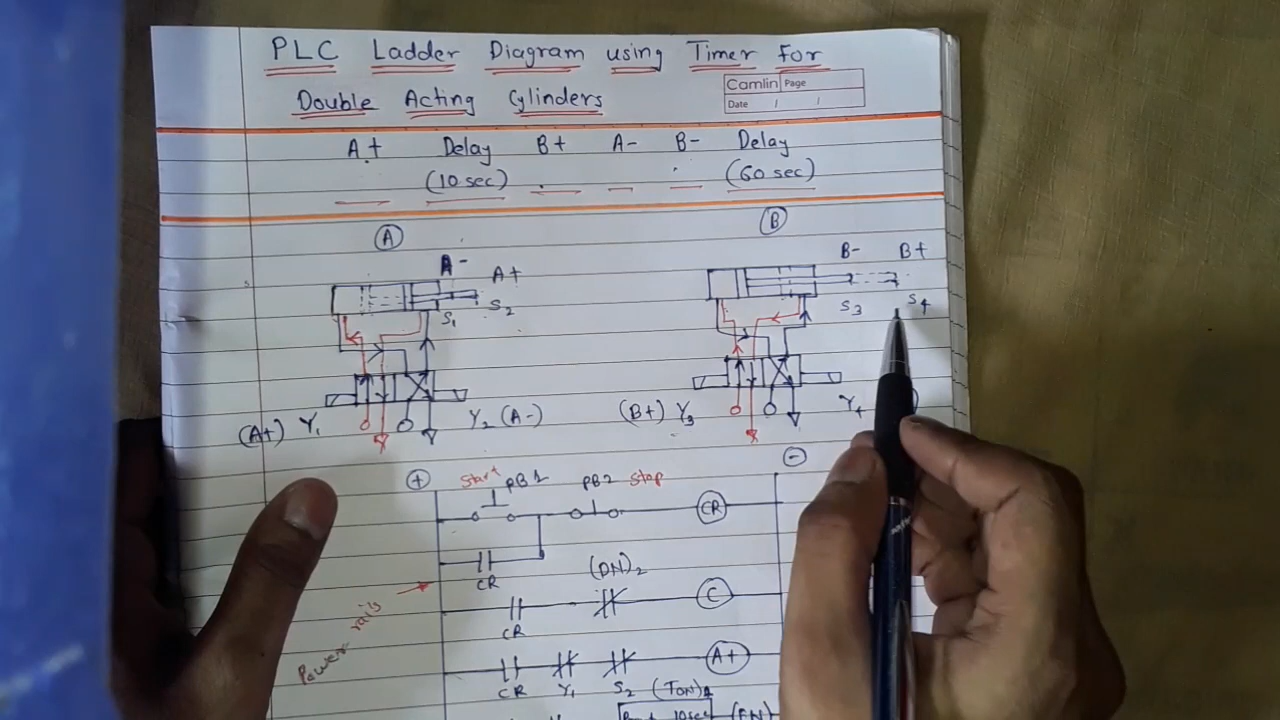 PLC Ladder Diagram using Timer For
Double Acting Cylinders
Camlin Page
Date / /
A+ Delay B+ A- B- Delay
(10 sec) (60 sec)
A B
A- A+ B- B+
S1 S2 S3 S4
(A+) Y1 Y2 (A-) (B+) Y3 Y4
+ -
Start PB1 PB2 Stop
CR
CR (DN)2
Power rails
C
CR
A+
CR Y1 S2 (TON)
10sec